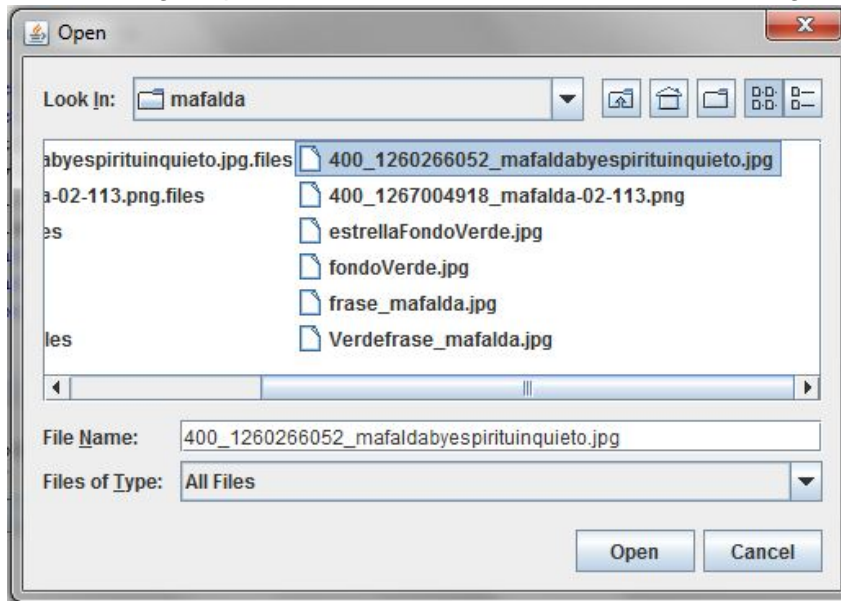 Open
Look In: mafalda
abyespirituinquieto.jpg.files 400_1260266052_mafaldabyespirituinquieto.jpg
a-02-113.png.files 400_1267004918_mafalda-02-113.png
es estrellaFondoVerde.jpg
fondoVerde.jpg
frase_mafalda.jpg
les Verdefrase_mafalda.jpg
File Name: 400_1260266052_mafaldabyespirituinquieto.jpg
Files of Type: All Files
Open Cancel